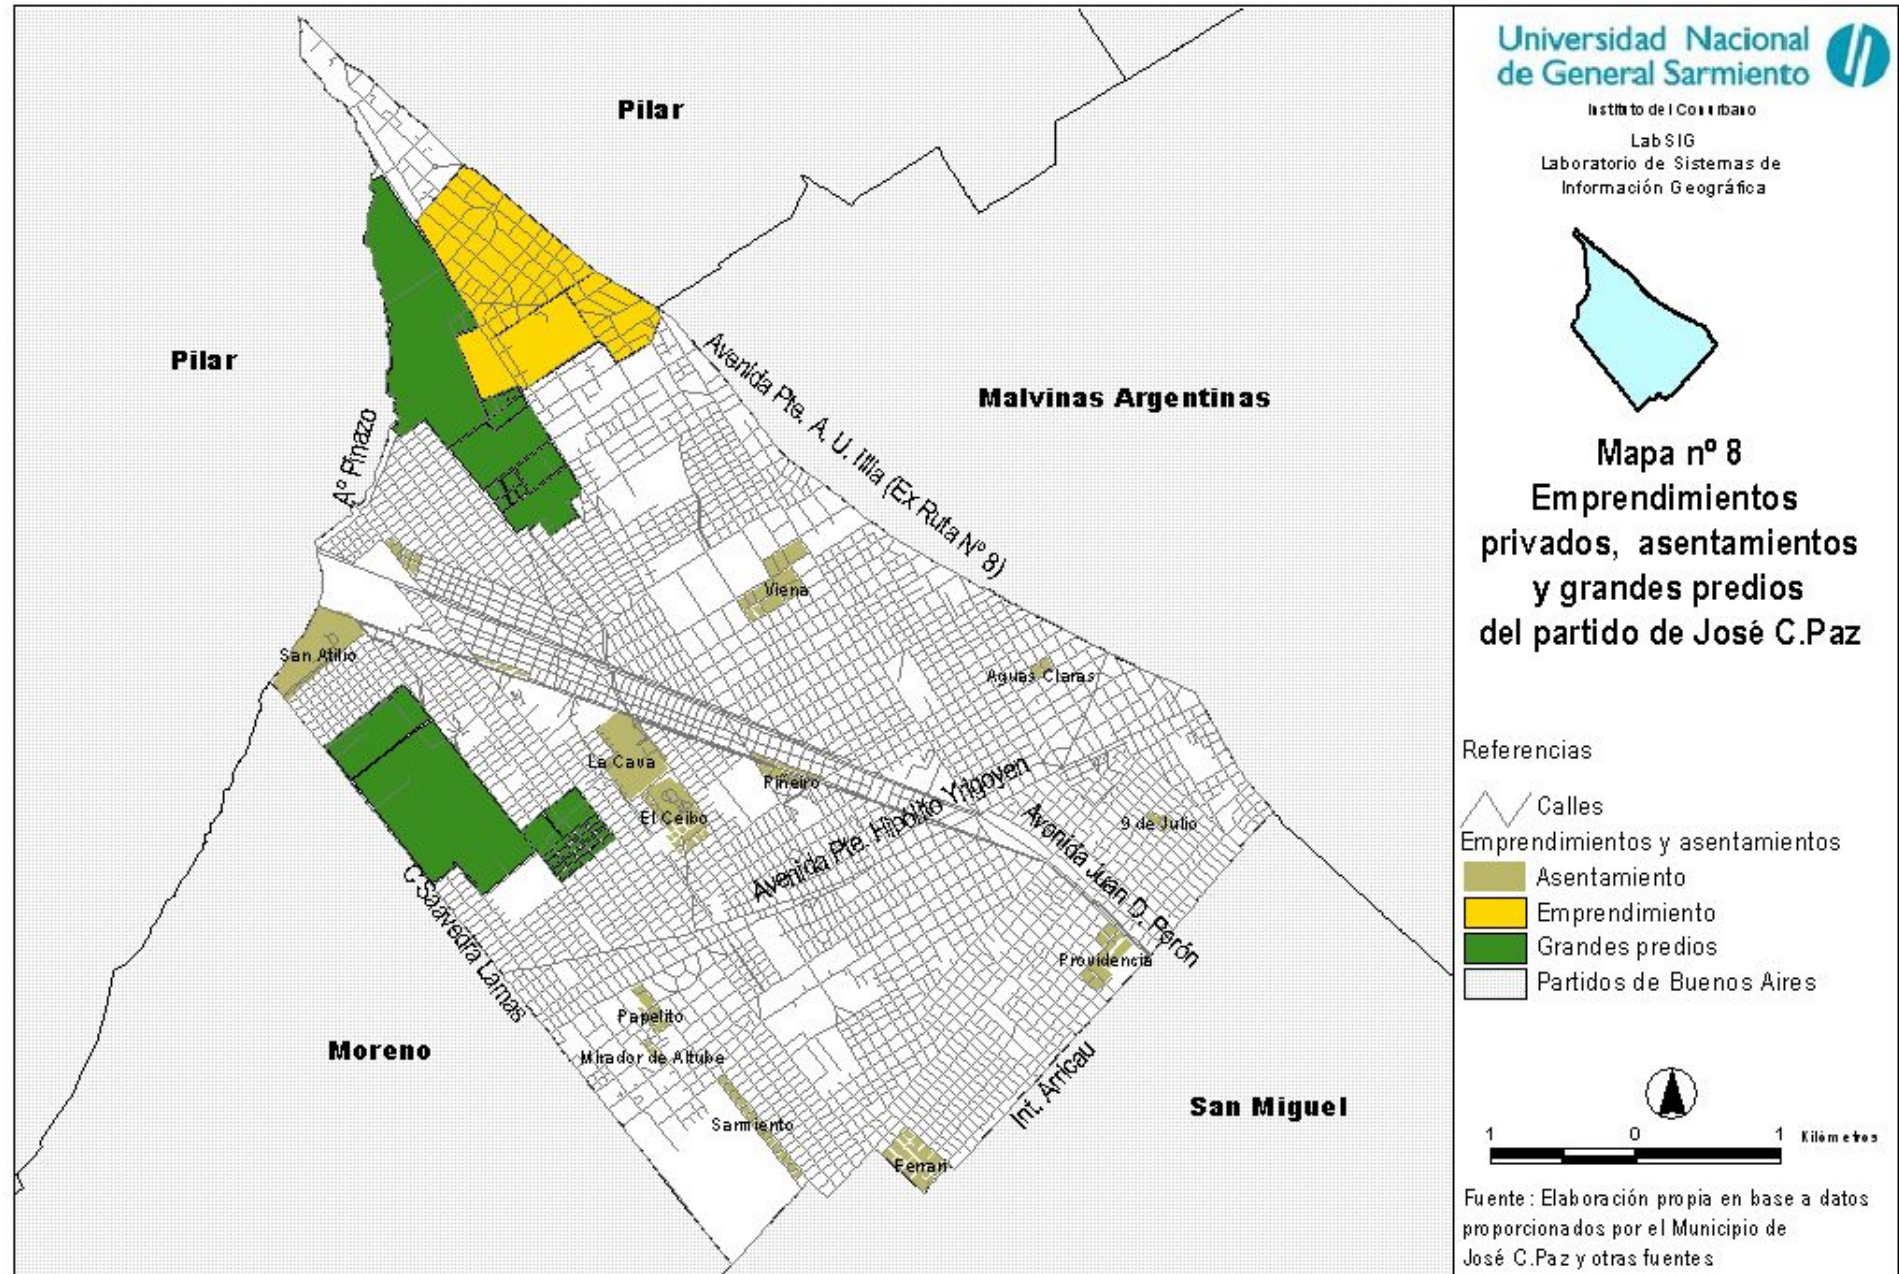 Pilar
Pilar
Malvinas Argentinas
Moreno
San Miguel
Aº Pinazo
Avenida Pte. A. U. Illia (Ex Ruta Nº 8)
Avenida Pte. Hipólito Yrigoyen
Avenida Juan D. Perón
C Saavedra Lamas
Int. Arricau
Viena
San Atilio
Aguas Claras
La Cava
Piñeiro
El Ceibo
9 de Julio
Providencia
Papelito
Mirador de Altube
Sarmiento
Ferrari
Universidad Nacional
de General Sarmiento
Instituto del Conurbano
LabSIG
Laboratorio de Sistemas de
Información Geográfica
Mapa nº 8
Emprendimientos
privados, asentamientos
y grandes predios
del partido de José C.Paz
Referencias
Calles
Emprendimientos y asentamientos
Asentamiento
Emprendimiento
Grandes predios
Partidos de Buenos Aires
1 0 1 Kilómetros
Fuente: Elaboración propia en base a datos
proporcionados por el Municipio de
José C.Paz y otras fuentes